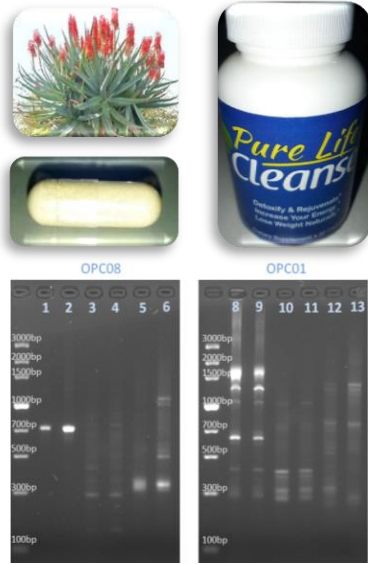 Pure Life
Cleanse
Detoxify & Rejuvenate
Increase Your Energy
Lose Weight Naturally
OPC08
OPC01
1 2 3 4 5 6
8 9 10 11 12 13
3000bp
2000bp
1500bp
1000bp
700bp
500bp
300bp
100bp
3000bp
2000bp
1500bp
1000bp
700bp
500bp
300bp
100bp